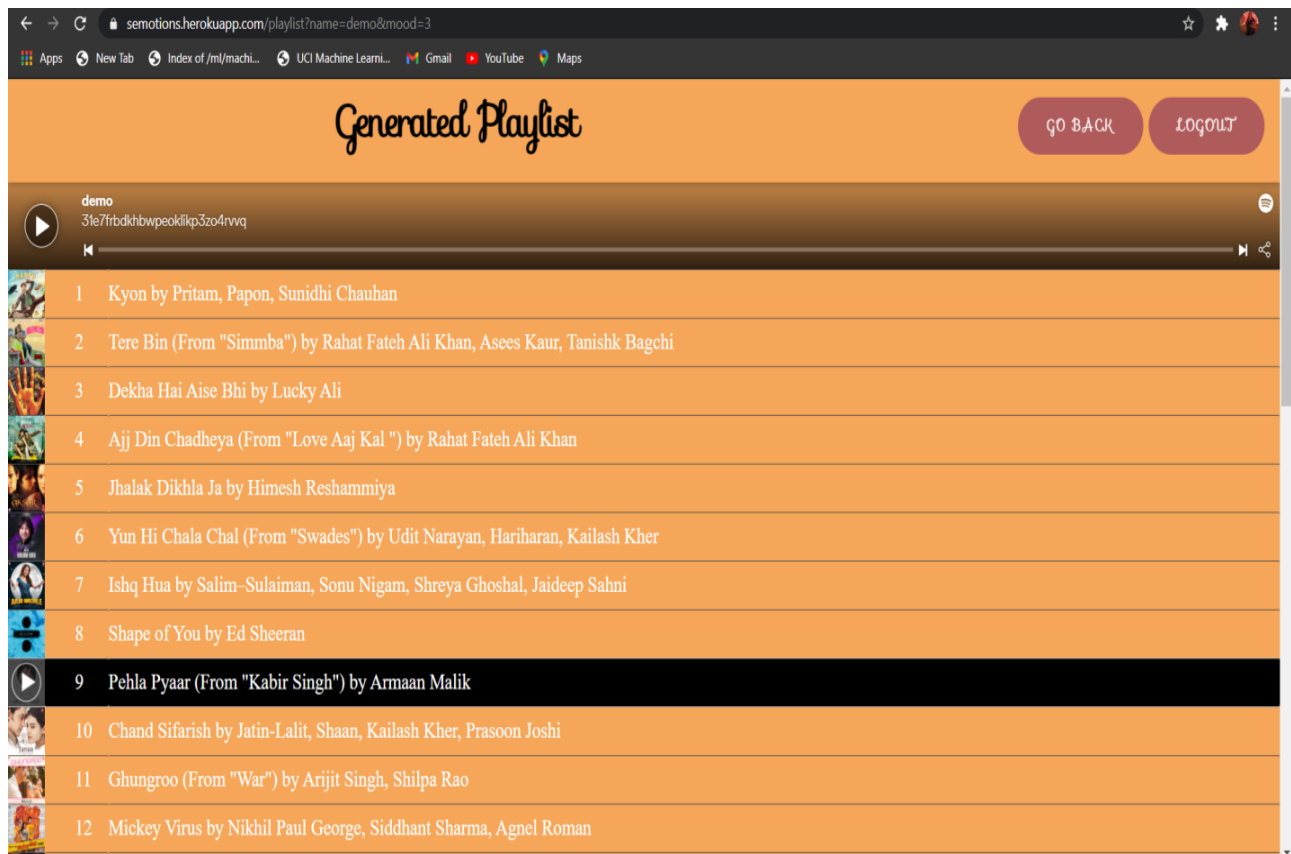 semotions.herokuapp.com/playlist?name=demo&mood=3
Apps New Tab Index of /ml/machi... UCI Machine Learni... Gmail YouTube Maps
Generated Playlist
GO BACK LOGOUT
demo
31e7frbdkhbwpeoklikp3zo4rvvq
1 Kyon by Pritam, Papon, Sunidhi Chauhan
2 Tere Bin (From "Simmba") by Rahat Fateh Ali Khan, Asees Kaur, Tanishk Bagchi
3 Dekha Hai Aise Bhi by Lucky Ali
4 Ajj Din Chadheya (From "Love Aaj Kal ") by Rahat Fateh Ali Khan
5 Jhalak Dikhla Ja by Himesh Reshammiya
6 Yun Hi Chala Chal (From "Swades") by Udit Narayan, Hariharan, Kailash Kher
7 Ishq Hua by Salim–Sulaiman, Sonu Nigam, Shreya Ghoshal, Jaideep Sahni
8 Shape of You by Ed Sheeran
9 Pehla Pyaar (From "Kabir Singh") by Armaan Malik
10 Chand Sifarish by Jatin-Lalit, Shaan, Kailash Kher, Prasoon Joshi
11 Ghungroo (From "War") by Arijit Singh, Shilpa Rao
12 Mickey Virus by Nikhil Paul George, Siddhant Sharma, Agnel Roman